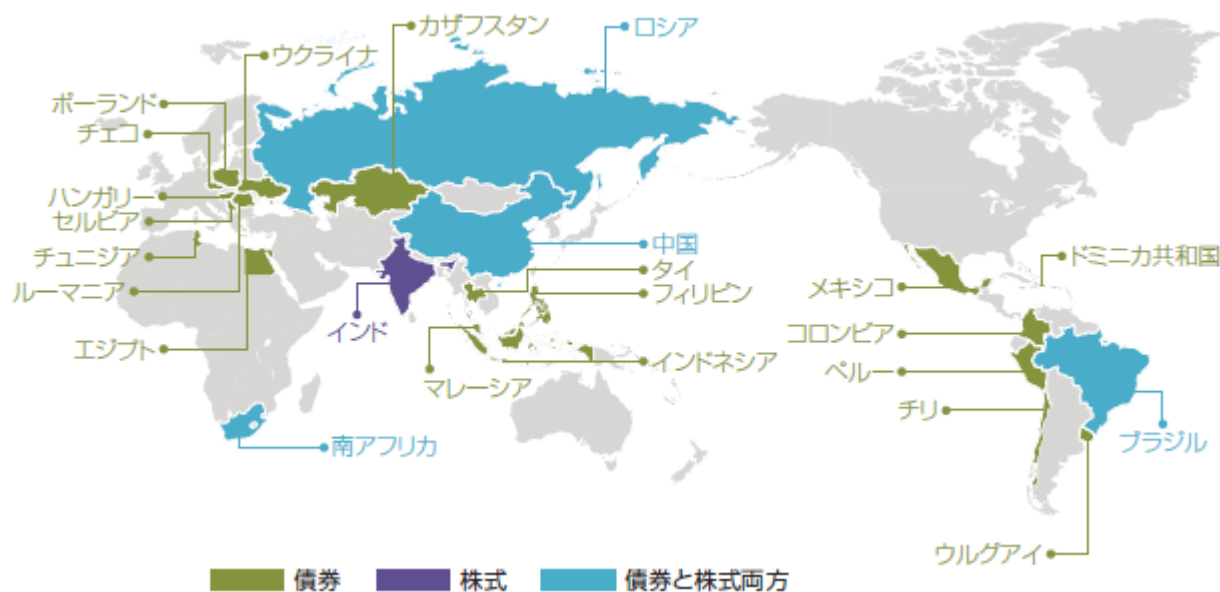 カザフスタン
ロシア
ウクライナ
ポーランド
チェコ
ハンガリー
セルビア
チュニジア
ルーマニア
エジプト
インド
中国
タイ
フィリピン
インドネシア
マレーシア
南アフリカ
ドミニカ共和国
メキシコ
コロンビア
ペルー
チリ
ブラジル
ウルグアイ
債券
株式
債券と株式両方